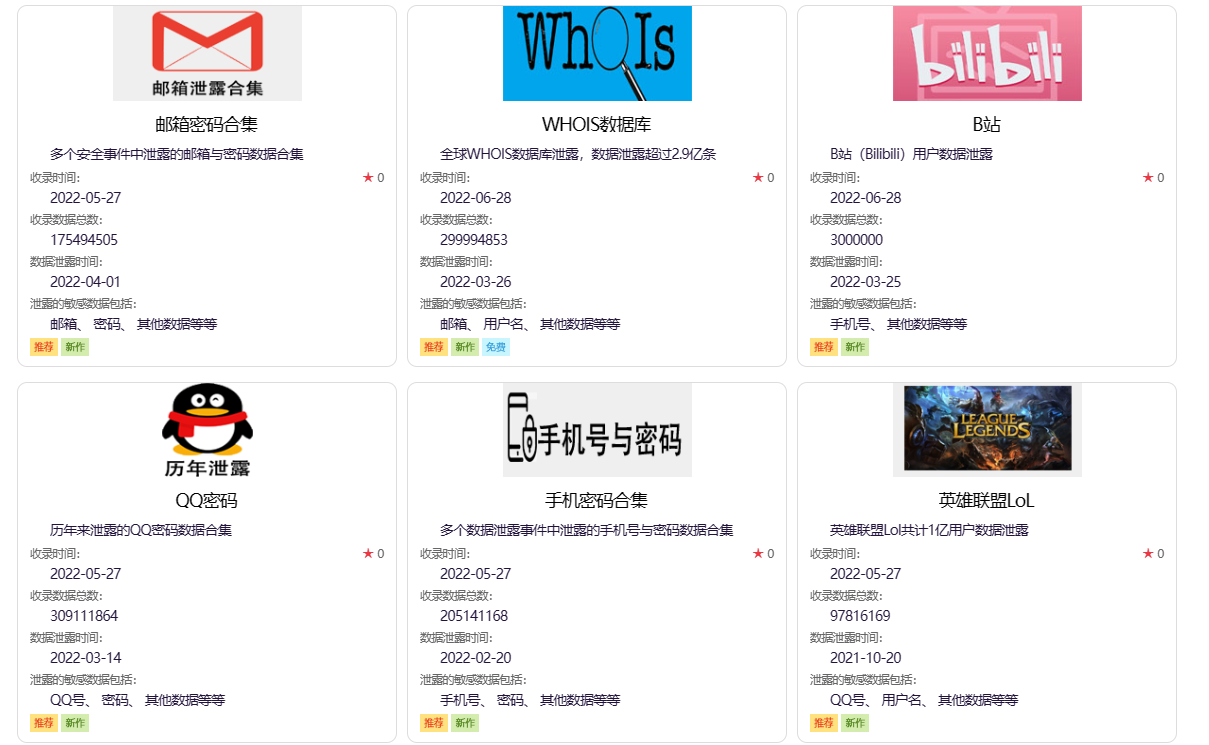 邮箱泄露合集
邮箱密码合集
多个安全事件中泄露的邮箱与密码数据合集
收录时间:
★ 0
2022-05-27
收录数据总数:
175494505
数据泄露时间:
2022-04-01
泄露的敏感数据包括:
邮箱、 密码、 其他数据等等
推荐 新作
WhOIs
WHOIS数据库
全球WHOIS数据库泄露，数据泄露超过2.9亿条
收录时间:
★ 0
2022-06-28
收录数据总数:
299994853
数据泄露时间:
2022-03-26
泄露的敏感数据包括:
邮箱、 用户名、 其他数据等等
推荐 新作 免费
bilibili
B站
B站（Bilibili）用户数据泄露
收录时间:
★ 0
2022-06-28
收录数据总数:
3000000
数据泄露时间:
2022-03-25
泄露的敏感数据包括:
手机号、 其他数据等等
推荐 新作
历年泄露
QQ密码
历年来泄露的QQ密码数据合集
收录时间:
★ 0
2022-05-27
收录数据总数:
309111864
数据泄露时间:
2022-03-14
泄露的敏感数据包括:
QQ号、 密码、 其他数据等等
推荐 新作
手机号与密码
手机密码合集
多个数据泄露事件中泄露的手机号与密码数据合集
收录时间:
★ 0
2022-05-27
收录数据总数:
205141168
数据泄露时间:
2022-02-20
泄露的敏感数据包括:
手机号、 密码、 其他数据等等
推荐 新作
LEAGUE
LEGENDS
英雄联盟LoL
英雄联盟Lol共计1亿用户数据泄露
收录时间:
★ 0
2022-05-27
收录数据总数:
97816169
数据泄露时间:
2021-10-20
泄露的敏感数据包括:
QQ号、 用户名、 其他数据等等
推荐 新作